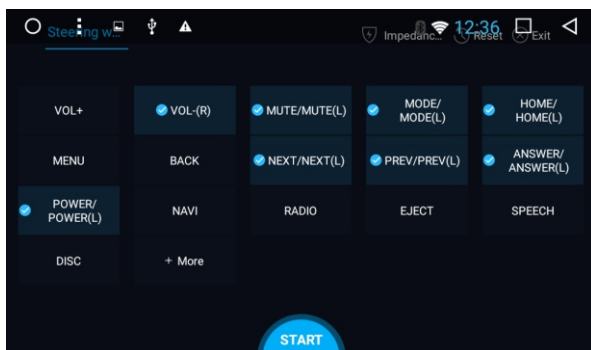 Steering w...
Impedanc...
12:36
Reset
Exit
VOL+
VOL-(R)
MUTE/MUTE(L)
MODE/
MODE(L)
HOME/
HOME(L)
MENU
BACK
NEXT/NEXT(L)
PREV/PREV(L)
ANSWER/
ANSWER(L)
POWER/
POWER(L)
NAVI
RADIO
EJECT
SPEECH
DISC
+ More
START